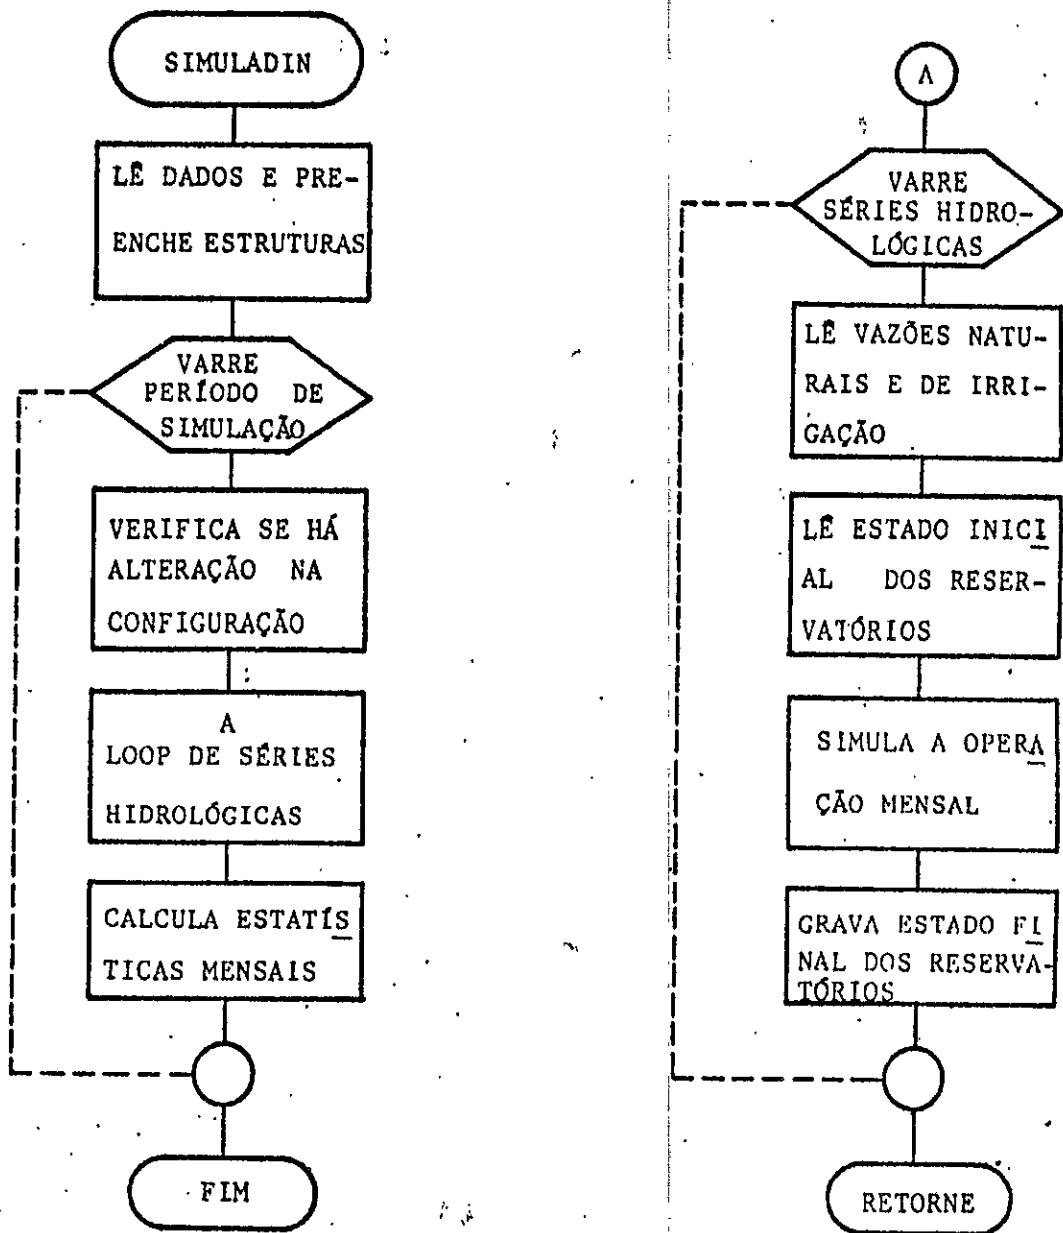 SIMULADIN
LÊ DADOS E PRE-
ENCHE ESTRUTURAS
VARRE
PERÍODO DE
SIMULAÇÃO
VERIFICA SE HÁ
ALTERAÇÃO NA
CONFIGURAÇÃO
A
LOOP DE SÉRIES
HIDROLÓGICAS
CALCULA ESTATÍS
TICAS MENSAIS
FIM
A
VARRE
SÉRIES HIDRO-
LÓGICAS
LÊ VAZÕES NATU-
RAIS E DE IRRI-
GAÇÃO
LÊ ESTADO INICI
AL DOS RESER-
VATÓRIOS
SIMULA A OPERA
ÇÃO MENSAL
GRAVA ESTADO FI
NAL DOS RESERVA-
TÓRIOS
RETORNE